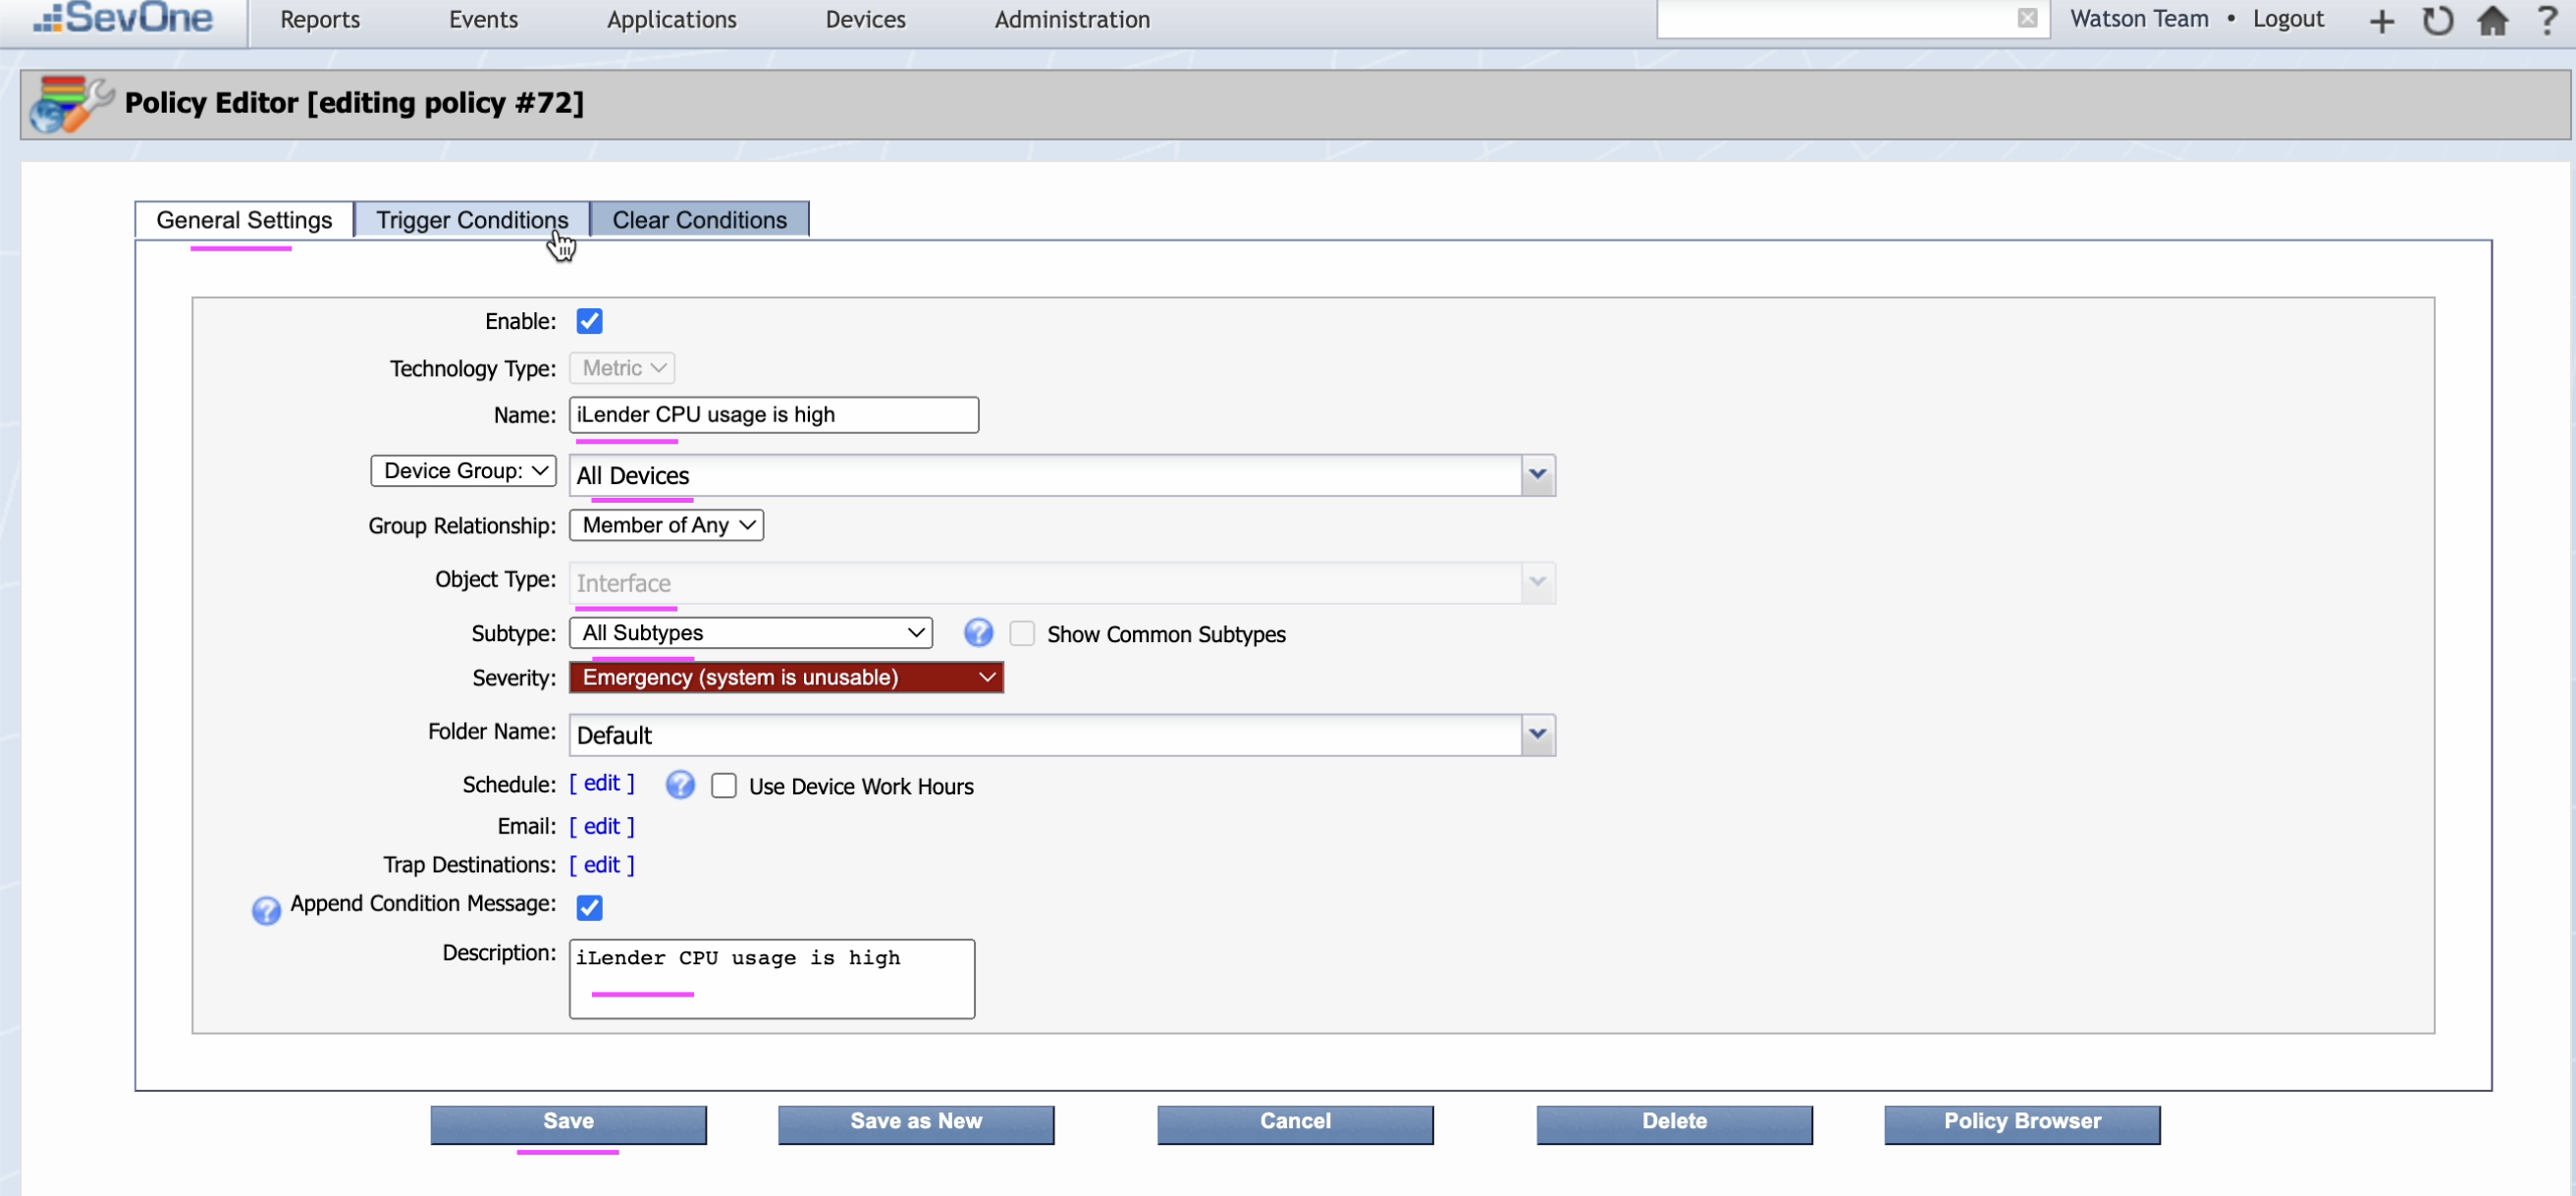 SevOne
Reports Events Applications Devices Administration Watson Team • Logout + ?
Policy Editor [editing policy #72]
General Settings Trigger Conditions Clear Conditions
Enable:
Technology Type: Metric
Name: iLender CPU usage is high
Device Group: All Devices
Group Relationship: Member of Any
Object Type: Interface
Subtype: All Subtypes ? Show Common Subtypes
Severity: Emergency (system is unusable)
Folder Name: Default
Schedule: [ edit ] ? Use Device Work Hours
Email: [ edit ]
Trap Destinations: [ edit ]
? Append Condition Message:
Description: iLender CPU usage is high
Save Save as New Cancel Delete Policy Browser